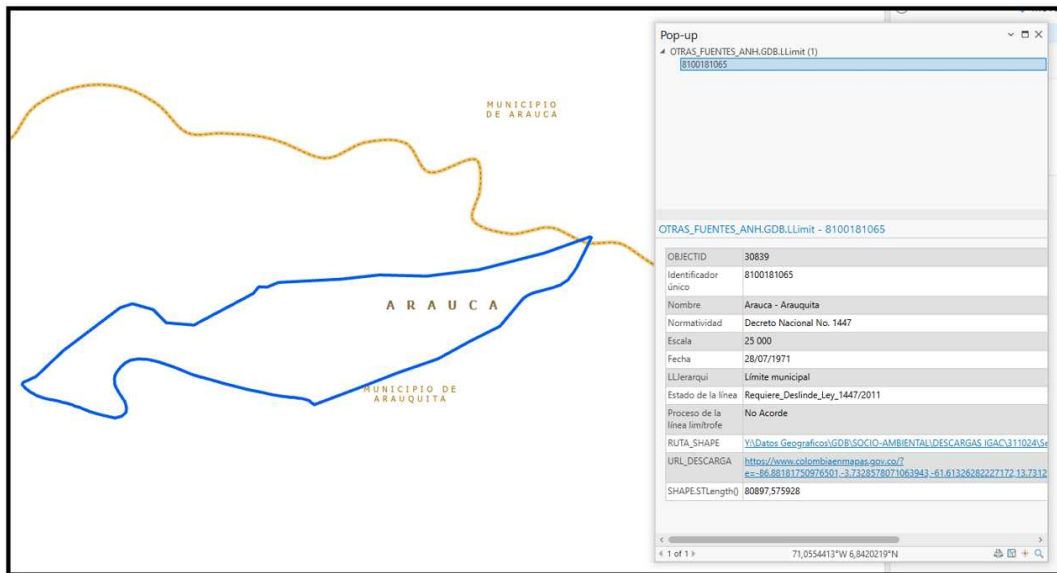 MUNICIPIO
DE ARAUCA
ARAUCA
MUNICIPIO DE
ARAUQUITA
Pop-up
OTRAS_FUENTES_ANH.GDB.LLimit (1)
8100181065
OTRAS_FUENTES_ANH.GDB.LLimit - 8100181065
OBJECTID 30839
Identificador 8100181065
único
Nombre Arauca - Arauquita
Normatividad Decreto Nacional No. 1447
Escala 25 000
Fecha 28/07/1971
LLJerarqui Límite municipal
Estado de la línea Requiere_Deslinde_Ley_1447/2011
Proceso de la No Acorde
línea limítrofe
RUTA_SHAPE Y:\Datos Geograficos\GDB\SOCIO-AMBIENTAL\DESCARGAS IGAC\311024\Se
URL_DESCARGA https://www.colombiaenmapas.gov.co/?
e=-86.88181750976501,-3.7328578071063943,-61.61326282227172,13.7312
SHAPE.STLength() 80897,575928
1 of 1
71,0554413°W 6,8420219°N